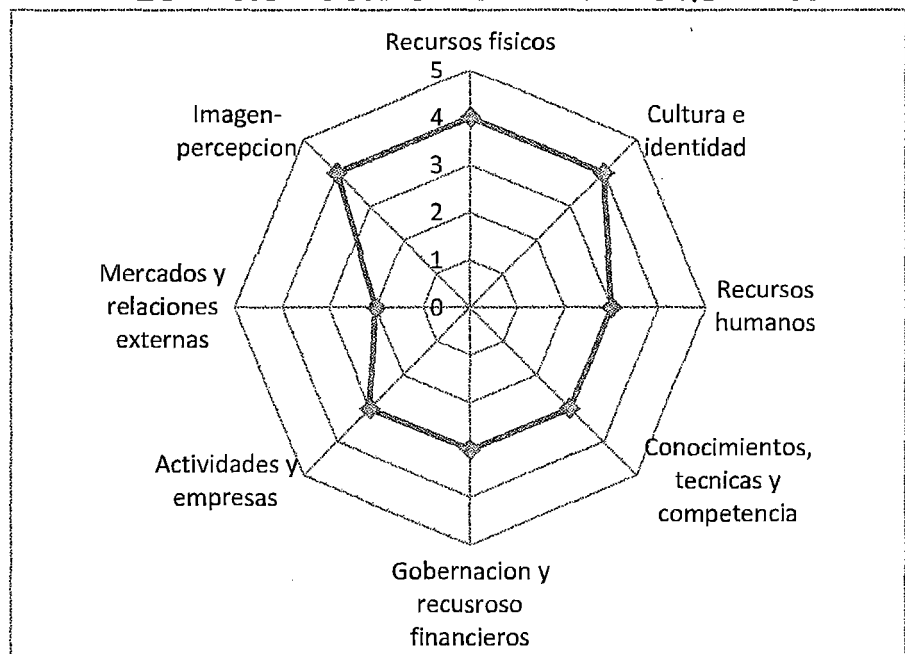 Recursos fisicos
5
4
3
2
1
0
Cultura e
identidad
Recursos
humanos
Conocimientos,
tecnicas y
competencia
Gobernacion y
recusroso
financieros
Actividades y
empresas
Mercados y
relaciones
externas
Imagen-
percepcion